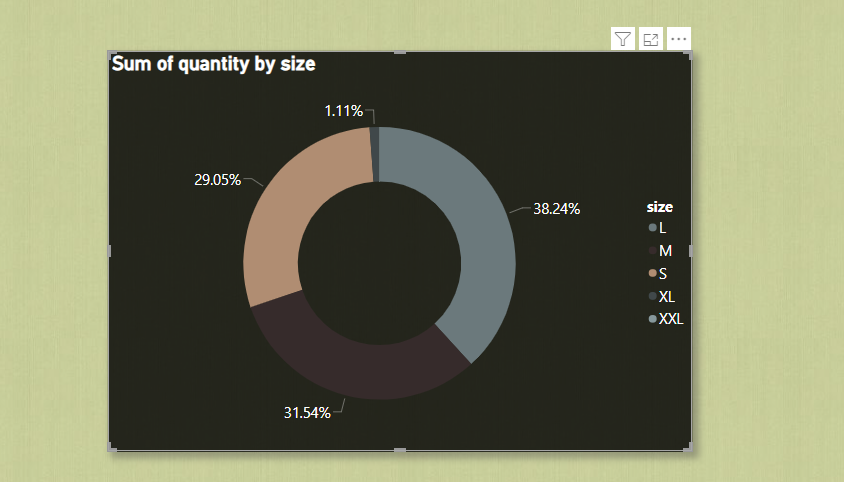 Sum of quantity by size
1.11%
29.05%
38.24%
31.54%
size
L
M
S
XL
XXL